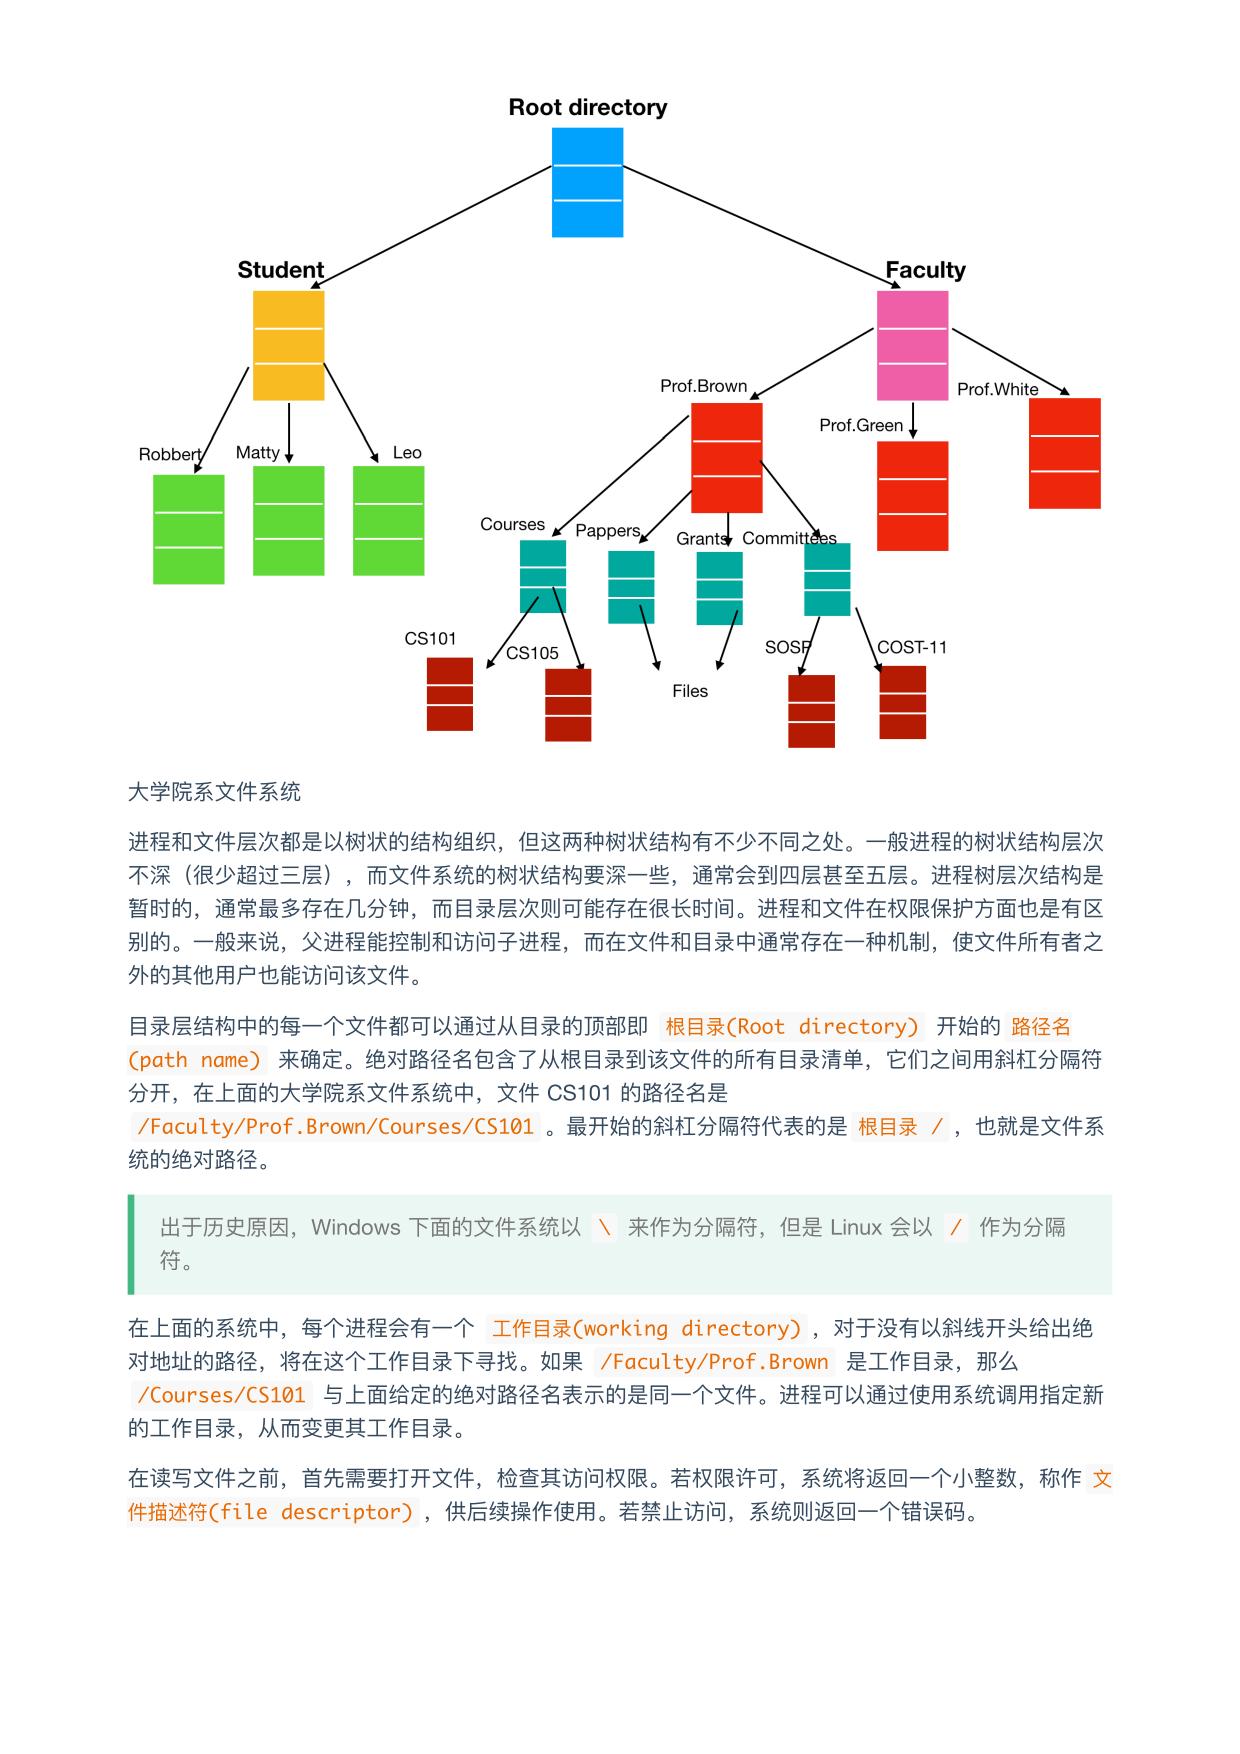 Root directory
Student
Faculty
Prof.Brown
Prof.White
Prof.Green
Robbert
Matty
Leo
Courses
Pappers
Grants
Committees
CS101
CS105
SOSP
COST-11
Files
大学院系文件系统
进程和文件层次都是以树状的结构组织，但这两种树状结构有不少不同之处。一般进程的树状结构层次
不深（很少超过三层），而文件系统的树状结构要深一些，通常会到四层甚至五层。进程树层次结构是
暂时的，通常最多存在几分钟，而目录层次则可能存在很长时间。进程和文件在权限保护方面也是有区
别的。一般来说，父进程能控制和访问子进程，而在文件和目录中通常存在一种机制，使文件所有者之
外的其他用户也能访问该文件。
目录层结构中的每一个文件都可以通过从目录的顶部即 根目录(Root directory) 开始的 路径名
(path name) 来确定。绝对路径名包含了从根目录到该文件的所有目录清单，它们之间用斜杠分隔符
分开，在上面的大学院系文件系统中，文件 CS101 的路径名是
/Faculty/Prof.Brown/Courses/CS101 。最开始的斜杠分隔符代表的是 根目录 / ，也就是文件系
统的绝对路径。
出于历史原因，Windows 下面的文件系统以 \ 来作为分隔符，但是 Linux 会以 / 作为分隔
符。
在上面的系统中，每个进程会有一个 工作目录(working directory) ，对于没有以斜线开头给出绝
对地址的路径，将在这个工作目录下寻找。如果 /Faculty/Prof.Brown 是工作目录，那么
/Courses/CS101 与上面给定的绝对路径名表示的是同一个文件。进程可以通过使用系统调用指定新
的工作目录，从而变更其工作目录。
在读写文件之前，首先需要打开文件，检查其访问权限。若权限许可，系统将返回一个小整数，称作 文
件描述符(file descriptor) ，供后续操作使用。若禁止访问，系统则返回一个错误码。